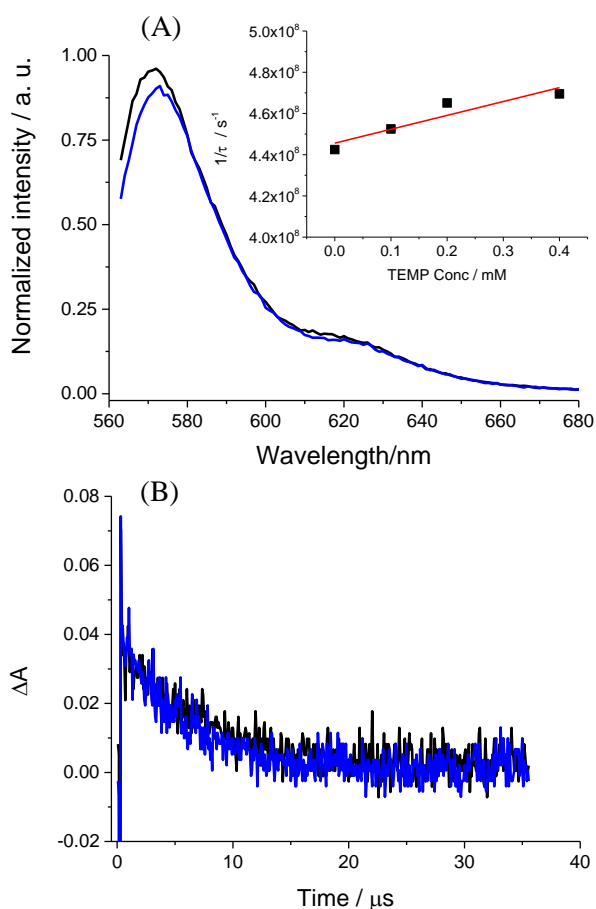 (A)
Normalized intensity / a. u.
1.00
0.75
0.50
0.25
0.00
560 580 600 620 640 660 680
Wavelength/nm
1/τ / s⁻¹
5.0x10⁸
4.8x10⁸
4.6x10⁸
4.4x10⁸
4.2x10⁸
4.0x10⁸
0.0 0.1 0.2 0.3 0.4
TEMP Conc / mM
(B)
ΔA
0.08
0.06
0.04
0.02
0.00
-0.02
0 10 20 30 40
Time / μs